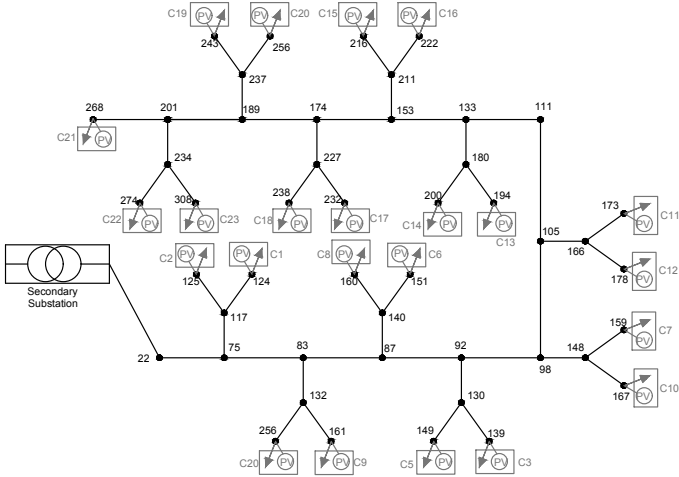 C19 PV PV C20 C15 PV PV C16
243 256 216 222
237 211
268 201 189 174 153 133 111
C21 PV
234 227 180
274 308 238 232 200 194
C22 PV PV C23 C18 PV PV C17 C14 PV PV C13
173 PV C11
105
166
178 PV C12
C2 PV PV C1 C8 PV PV C6
125 124 160 151
Secondary
Substation
117 140
159 PV C7
22 75 83 87 92 98 148
167 PV C10
132 130
256 161 149 139
C20 PV PV C9 C5 PV PV C3